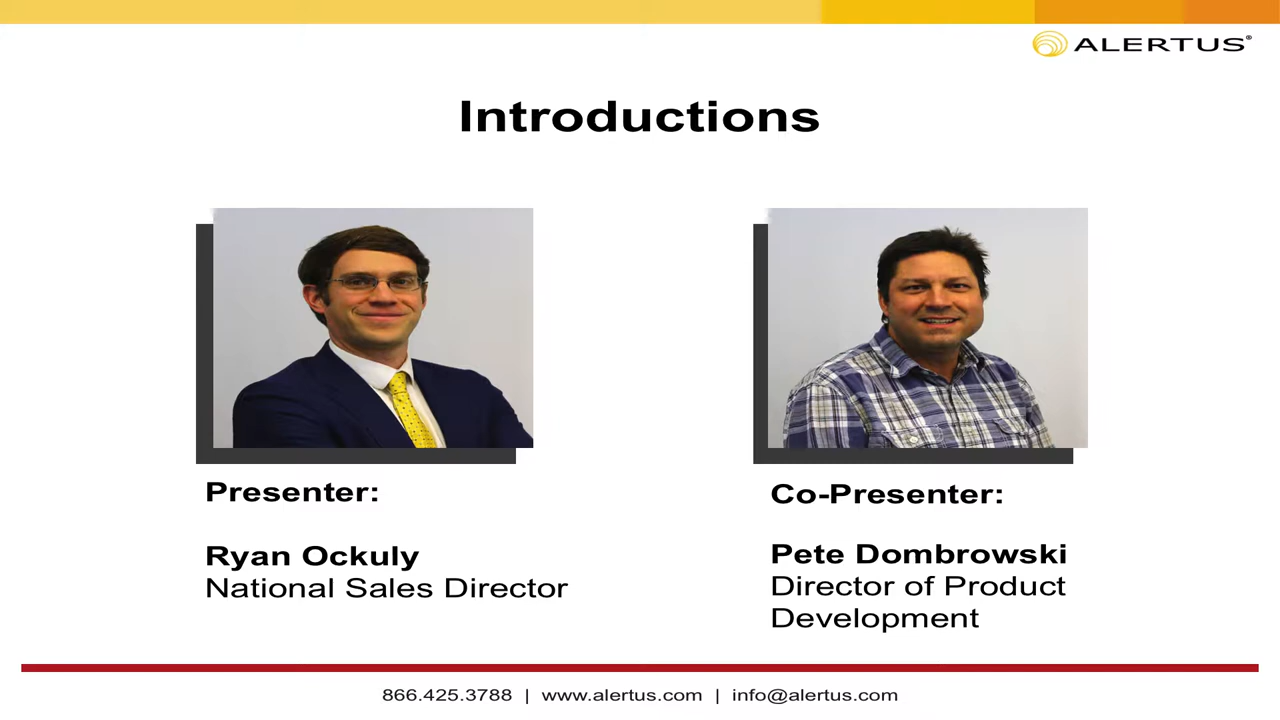 ALERTUS®
Introductions
Presenter:
Ryan Ockuly
National Sales Director
Co-Presenter:
Pete Dombrowski
Director of Product
Development
866.425.3788 | www.alertus.com | info@alertus.com